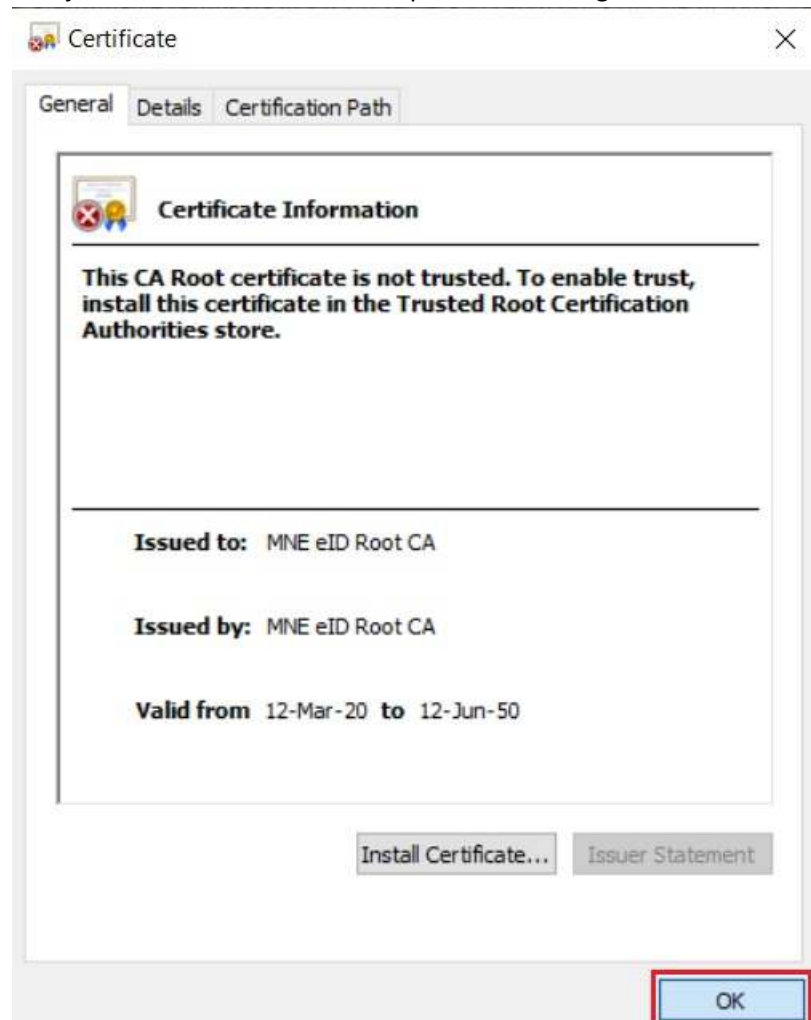 Certificate
General Details Certification Path
Certificate Information
This CA Root certificate is not trusted. To enable trust,
install this certificate in the Trusted Root Certification
Authorities store.
Issued to: MNE eID Root CA
Issued by: MNE eID Root CA
Valid from 12-Mar-20 to 12-Jun-50
Install Certificate... Issuer Statement
OK